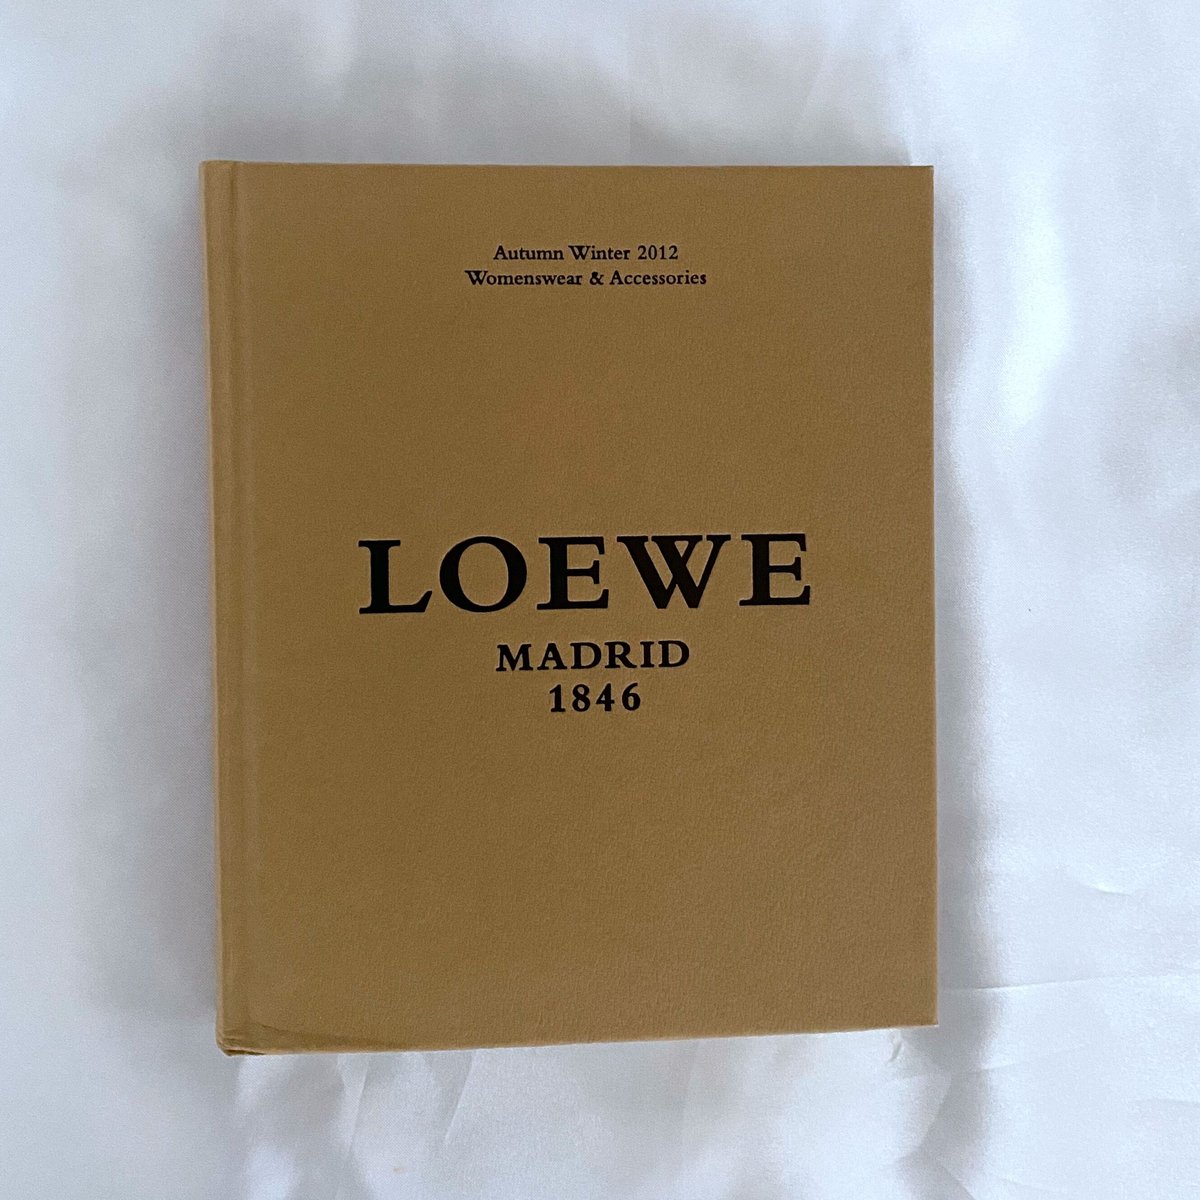 Autumn Winter 2012
Womenswear & Accessories
LOEWE
MADRID
1846